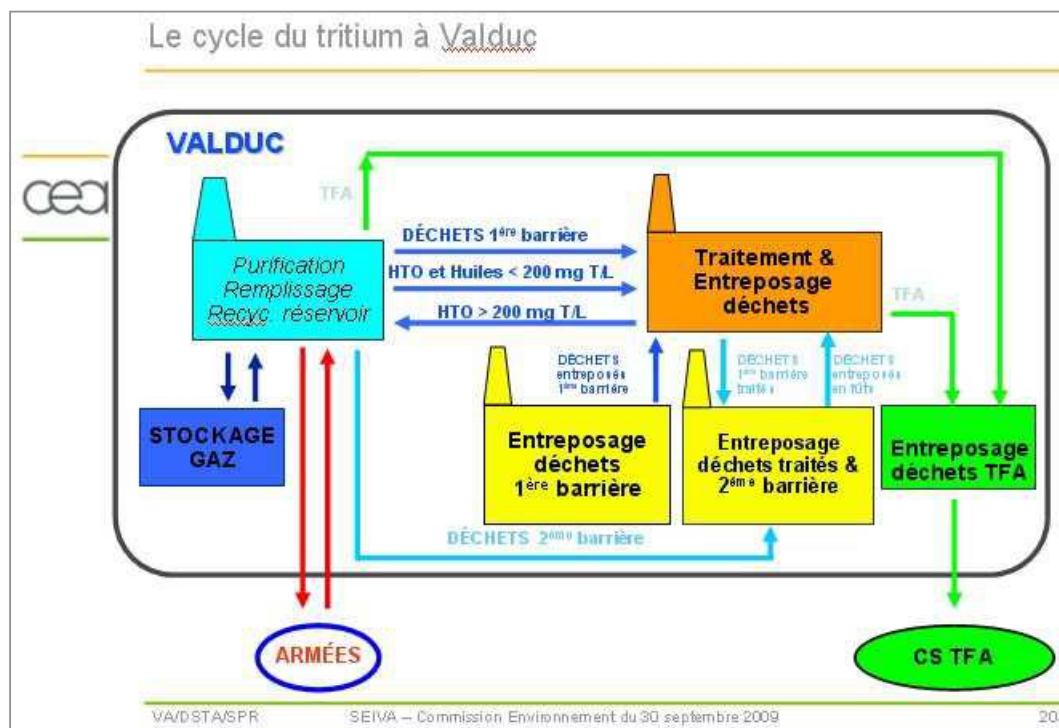 Le cycle du tritium à Valduc
cea
VALDUC
TFA
DÉCHETS 1ère barrière
HTO et Huiles < 200 mg T/L
HTO > 200 mg T/L
Purification
Remplissage
Recyc. réservoir
Traitement &
Entreposage
déchets
TFA
DÉCHETS
entreposés
1ère barrière
DÉCHETS
1ère barrière
traités
DÉCHETS
entreposés
en fûts
STOCKAGE
GAZ
Entreposage
déchets
1ère barrière
Entreposage
déchets traités &
2ème barrière
Entreposage
déchets TFA
DÉCHETS 2ème barrière
ARMÉES
CS TFA
VA/DSTA/SPR
SEIVA – Commission Environnement du 30 septembre 2009